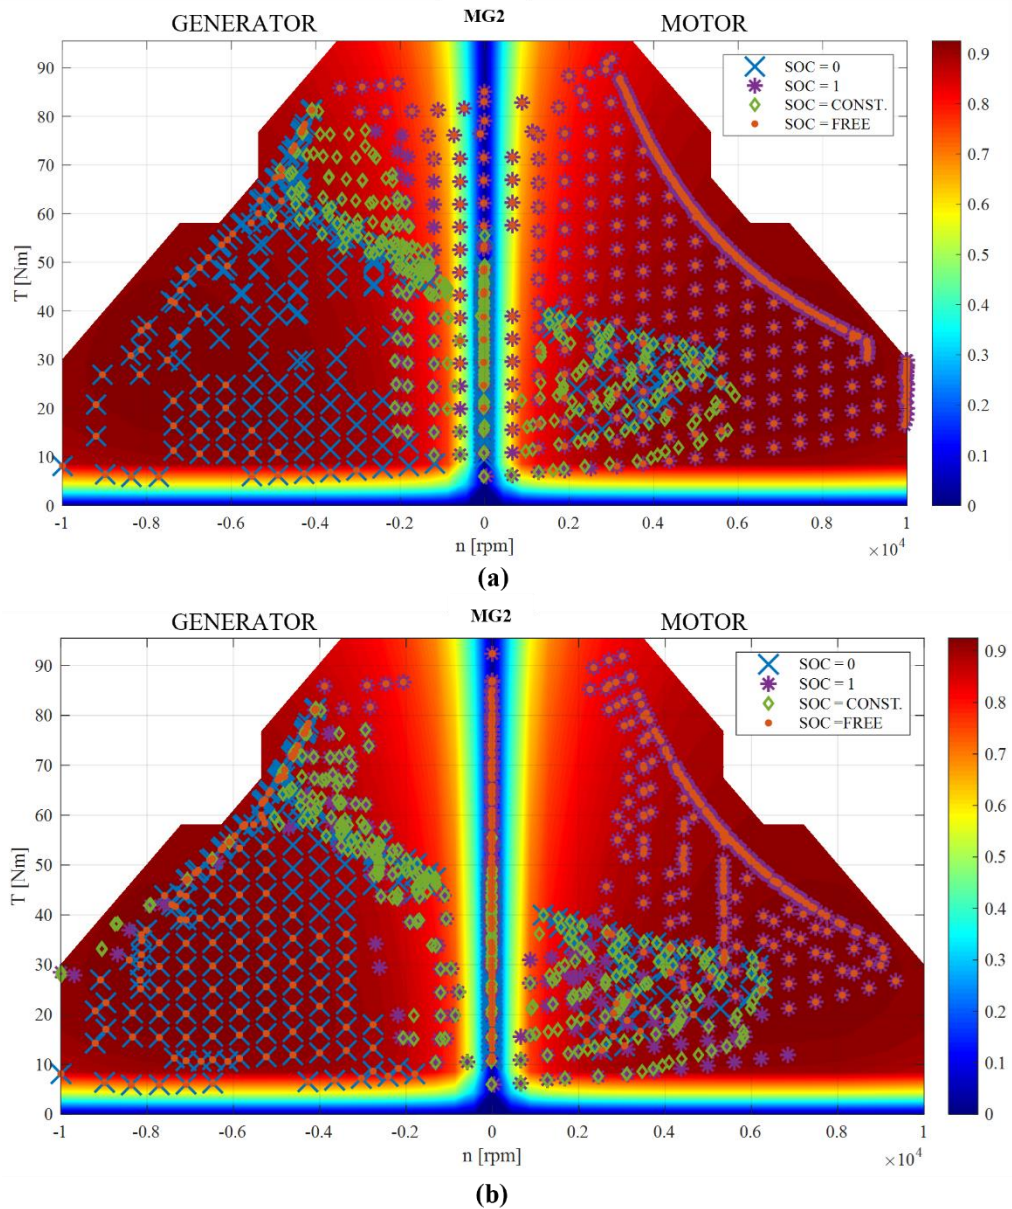 MG2
GENERATOR MOTOR
SOC = 0
SOC = 1
SOC = CONST.
SOC = FREE
90
80
70
60
50
40
30
20
10
0
T [Nm]
-1 -0.8 -0.6 -0.4 -0.2 0 0.2 0.4 0.6 0.8 1
n [rpm]
×10^4
0.9
0.8
0.7
0.6
0.5
0.4
0.3
0.2
0.1
0
(a)
MG2
GENERATOR MOTOR
SOC = 0
SOC = 1
SOC = CONST.
SOC =FREE
90
80
70
60
50
40
30
20
10
0
T [Nm]
-1 -0.8 -0.6 -0.4 -0.2 0 0.2 0.4 0.6 0.8 1
n [rpm]
×10^4
0.9
0.8
0.7
0.6
0.5
0.4
0.3
0.2
0.1
0
(b)